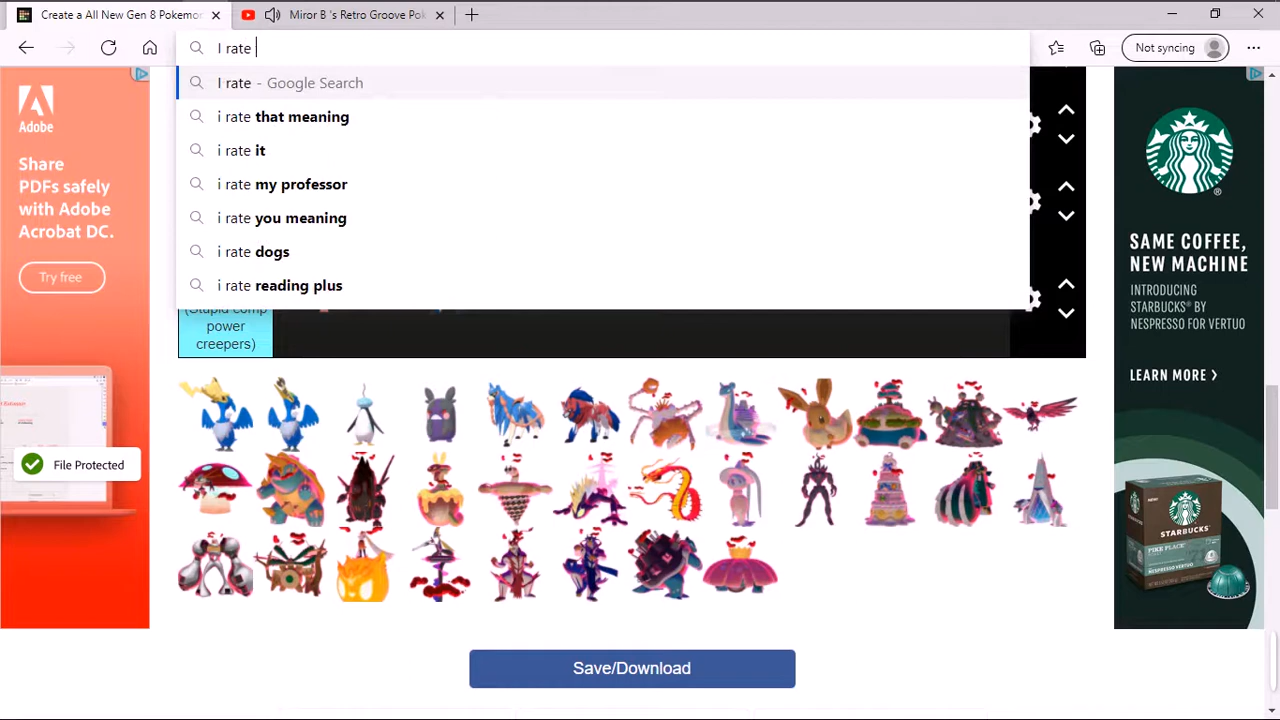 Create a All New Gen 8 Pokemon
Miror B 's Retro Groove Pok
I rate
Not syncing
I rate - Google Search
i rate that meaning
i rate it
i rate my professor
i rate you meaning
i rate dogs
i rate reading plus
Adobe
Share
PDFs safely
with Adobe
Acrobat DC.
Try free
File Protected
(Stupid comp
power
creepers)
Save/Download
SAME COFFEE,
NEW MACHINE
INTRODUCING
STARBUCKS® BY
NESPRESSO FOR VERTUO
LEARN MORE >
STARBUCKS
PIKE PLACE